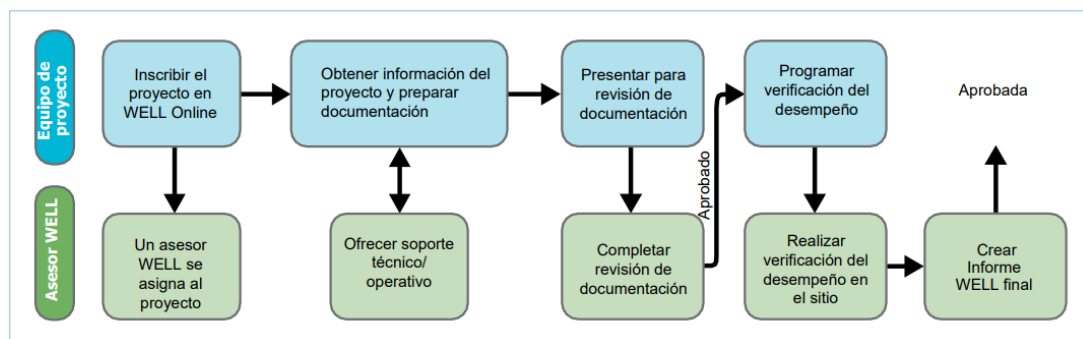 Equipo de
proyecto
Inscribir el
proyecto en
WELL Online
Obtener información del
proyecto y preparar
documentación
Presentar para
revisión de
documentación
Programar
verificación del
desempeño
Aprobada
Aprobado
Asesor WELL
Un asesor
WELL se
asigna al
proyecto
Ofrecer soporte
técnico/
operativo
Completar
revisión de
documentación
Realizar
verificación del
desempeño en
el sitio
Crear
Informe
WELL final